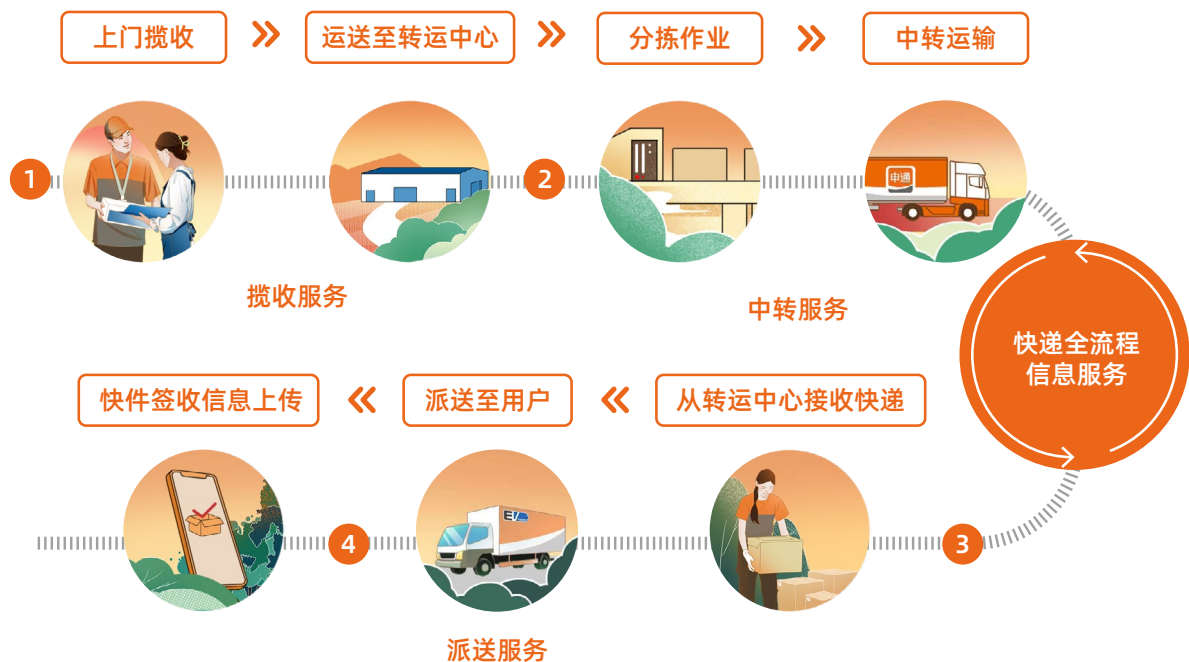 上门揽收
运送至转运中心
分拣作业
中转运输
1
2
申通
揽收服务
中转服务
快递全流程
信息服务
快件签收信息上传
派送至用户
从转运中心接收快递
4
3
派送服务